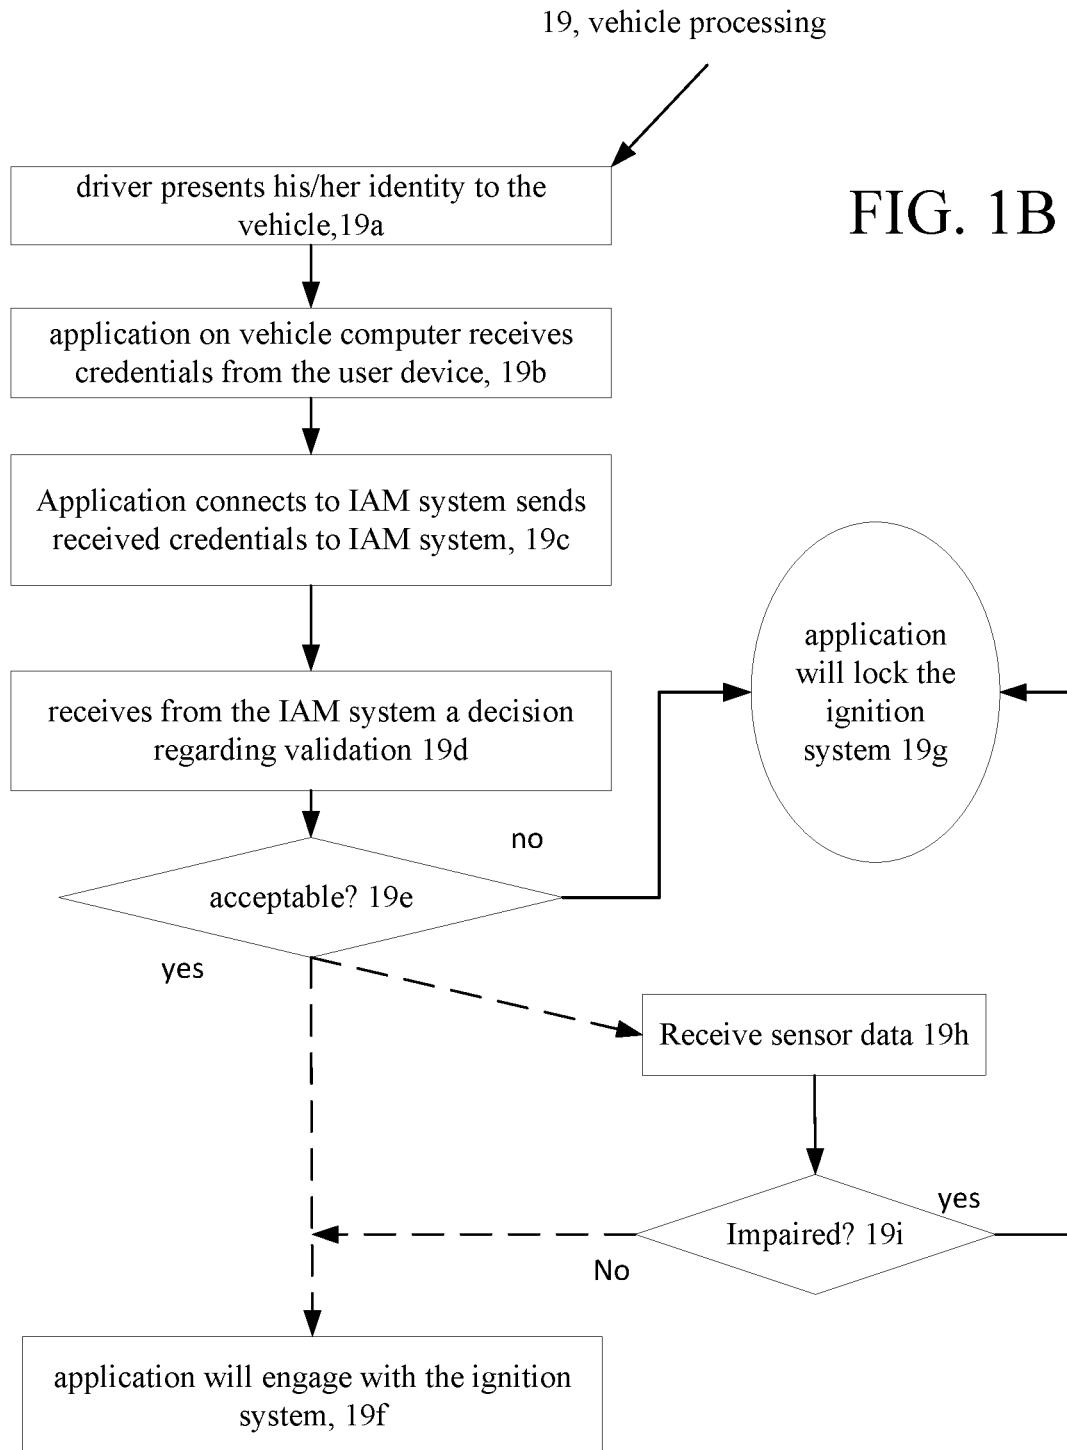 19, vehicle processing
driver presents his/her identity to the
vehicle,19a
FIG. 1B
application on vehicle computer receives
credentials from the user device, 19b
Application connects to IAM system sends
received credentials to IAM system, 19c
application
will lock the
ignition
system 19g
receives from the IAM system a decision
regarding validation 19d
no
acceptable? 19e
yes
Receive sensor data 19h
yes
Impaired? 19i
No
application will engage with the ignition
system, 19f